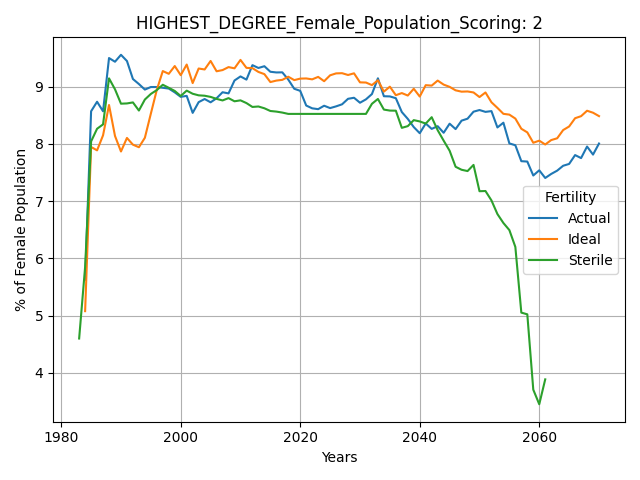 HIGHEST_DEGREE_Female_Population_Scoring: 2
% of Female Population
9
8
7
6
5
4
Fertility
Actual
Ideal
Sterile
1980
2000
2020
2040
2060
Years